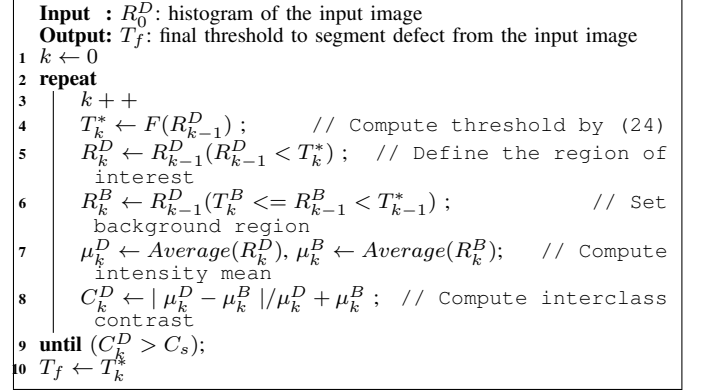 Input : R_0^D: histogram of the input image
Output: T_f: final threshold to segment defect from the input image
1 k ← 0
2 repeat
3 k + +
4 T_k^* ← F(R_{k-1}^D) ; // Compute threshold by (24)
5 R_k^D ← R_{k-1}^D(R_{k-1}^D < T_k^*) ; // Define the region of
interest
6 R_k^B ← R_{k-1}^D(T_k^B <= R_{k-1}^B < T_{k-1}^*) ; // Set
background region
7 μ_k^D ← Average(R_k^D), μ_k^B ← Average(R_k^B); // Compute
intensity mean
8 C_k^D ← | μ_k^D − μ_k^B |/μ_k^D + μ_k^B ; // Compute interclass
contrast
9 until (C_k^D > C_s);
10 T_f ← T_k^*